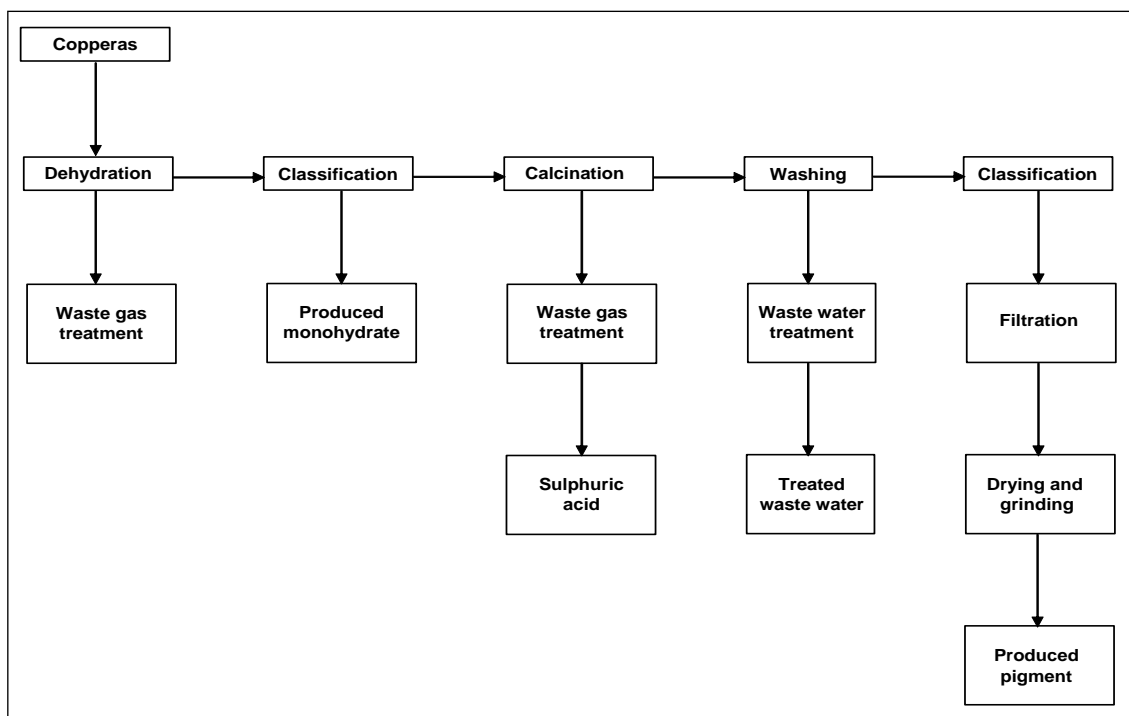 Copperas
Dehydration
Classification
Calcination
Washing
Classification
Waste gas
treatment
Produced
monohydrate
Waste gas
treatment
Waste water
treatment
Filtration
Sulphuric
acid
Treated
waste water
Drying and
grinding
Produced
pigment